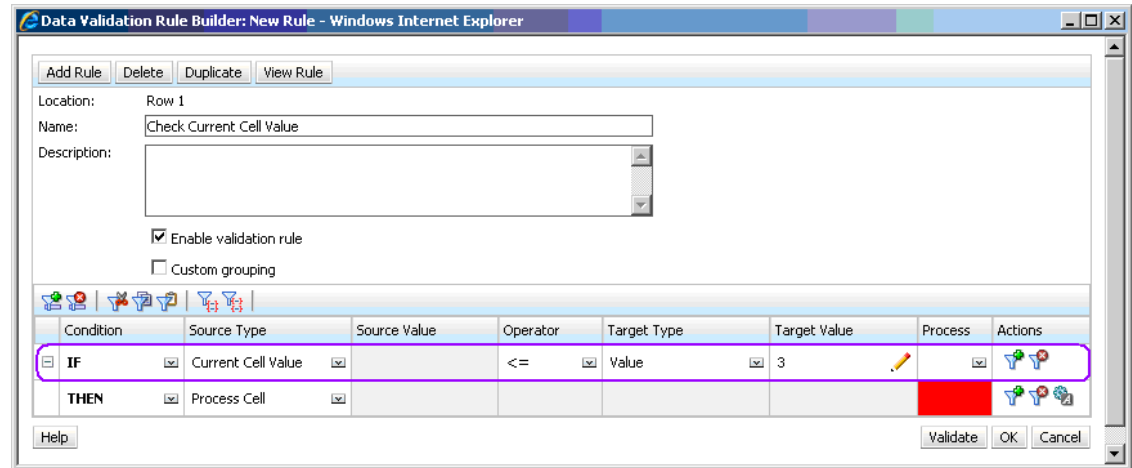 Data Validation Rule Builder: New Rule - Windows Internet Explorer
Add Rule Delete Duplicate View Rule
Location: Row 1
Name: Check Current Cell Value
Description:
Enable validation rule
Custom grouping
Condition Source Type Source Value Operator Target Type Target Value Process Actions
IF Current Cell Value <= Value 3
THEN Process Cell
Help Validate OK Cancel